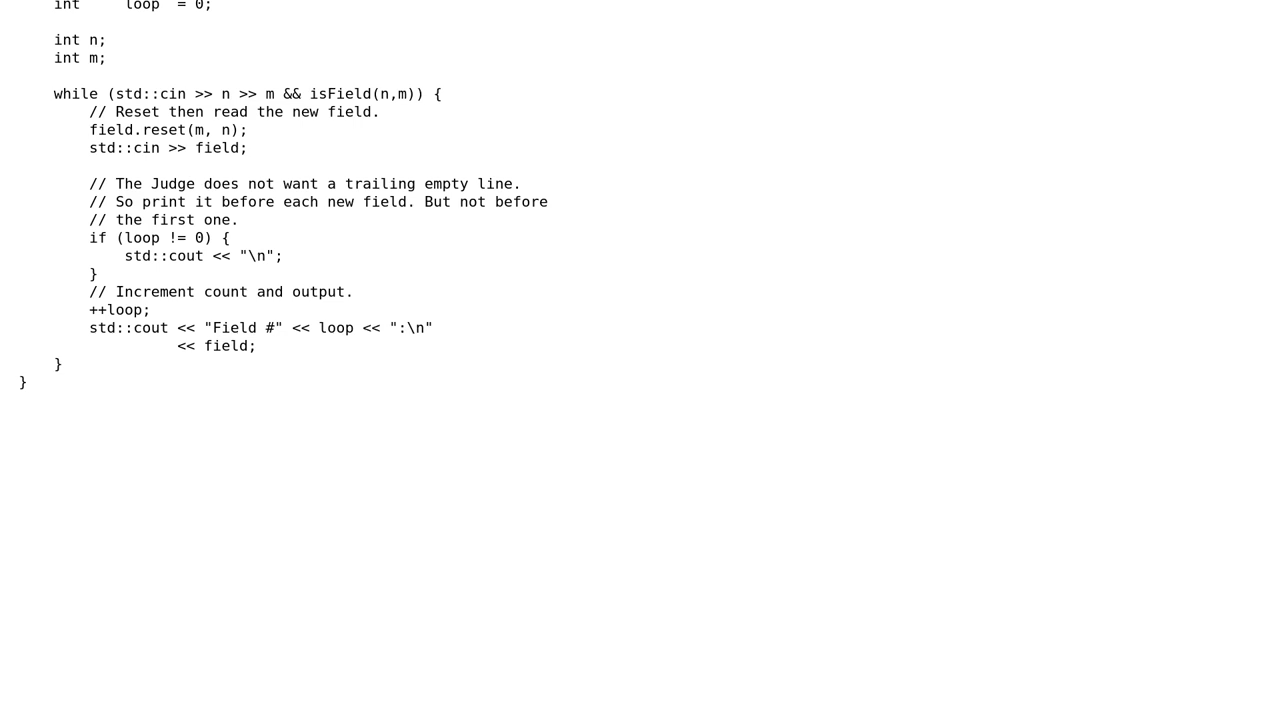 int     loop  = 0;

    int n;
    int m;

    while (std::cin >> n >> m && isField(n,m)) {
        // Reset then read the new field.
        field.reset(m, n);
        std::cin >> field;

        // The Judge does not want a trailing empty line.
        // So print it before each new field. But not before
        // the first one.
        if (loop != 0) {
            std::cout << "\n";
        }
        // Increment count and output.
        ++loop;
        std::cout << "Field #" << loop << ":\n"
                  << field;
    }
}